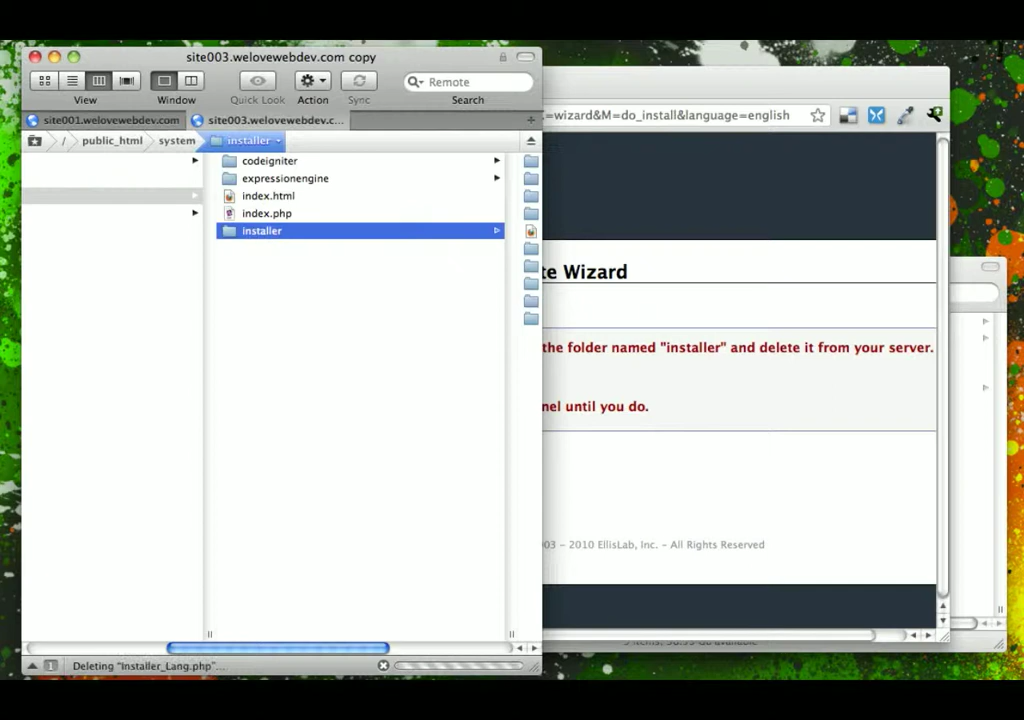 site003.welovewebdev.com copy
View
Window
Quick Look
Action
Sync
Remote
Search
site001.welovewebdev.com
site003.welovewebdev.c...
/
public_html
system
installer
codeigniter
expressionengine
index.html
index.php
installer
1
Deleting "Installer_Lang.php"...
=wizard&M=do_install&language=english
te Wizard
the folder named "installer" and delete it from your server.
nel until you do.
03 - 2010 EllisLab, Inc. - All Rights Reserved